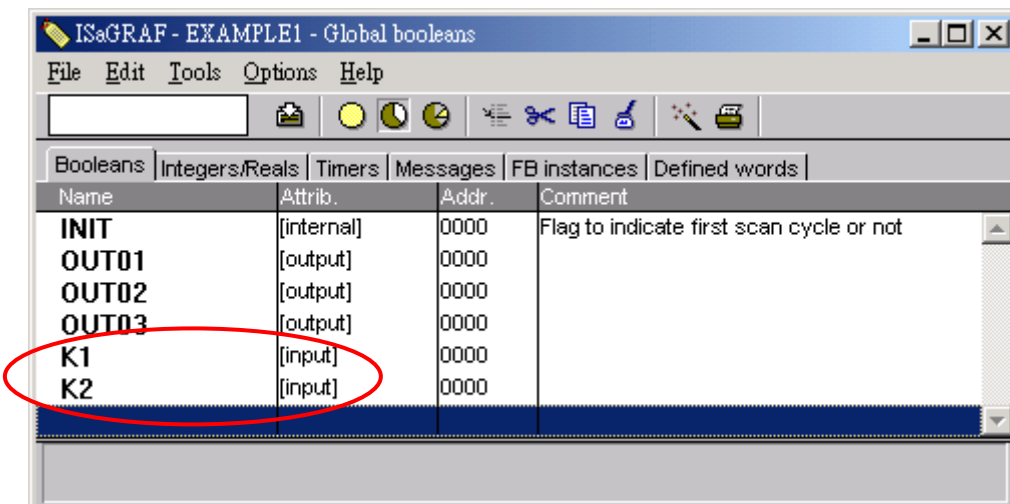 ISaGRAF - EXAMPLE1 - Global booleans
File Edit Tools Options Help
Booleans Integers/Reals Timers Messages FB instances Defined words
Name Attrib. Addr. Comment
INIT [internal] 0000 Flag to indicate first scan cycle or not
OUT01 [output] 0000
OUT02 [output] 0000
OUT03 [output] 0000
K1 [input] 0000
K2 [input] 0000